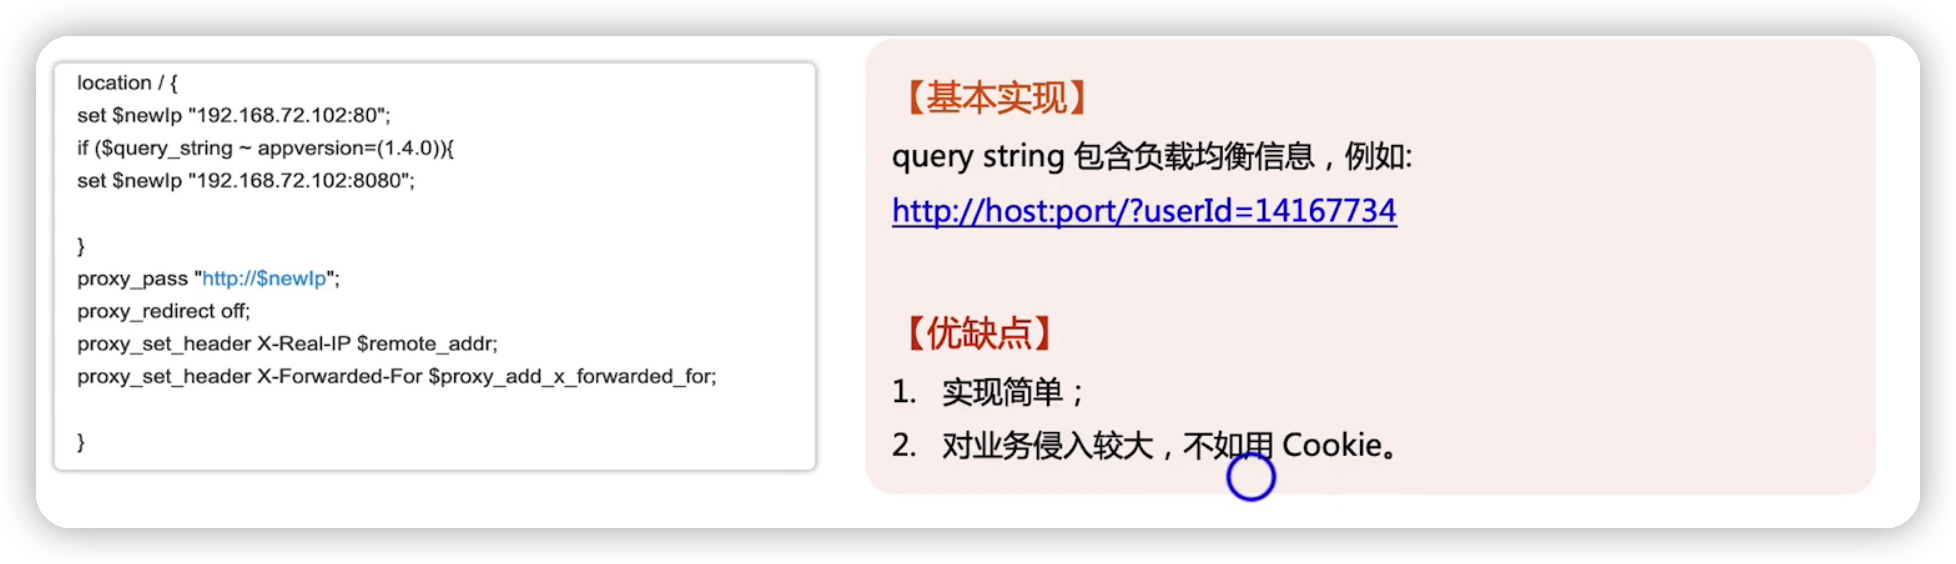 location / {
set $newIp "192.168.72.102:80";
if ($query_string ~ appversion=(1.4.0)){
set $newIp "192.168.72.102:8080";
}
proxy_pass "http://$newIp";
proxy_redirect off;
proxy_set_header X-Real-IP $remote_addr;
proxy_set_header X-Forwarded-For $proxy_add_x_forwarded_for;
}
【基本实现】
query string 包含负载均衡信息，例如:
http://host:port/?userId=14167734
【优缺点】
1. 实现简单；
2. 对业务侵入较大，不如用 Cookie。